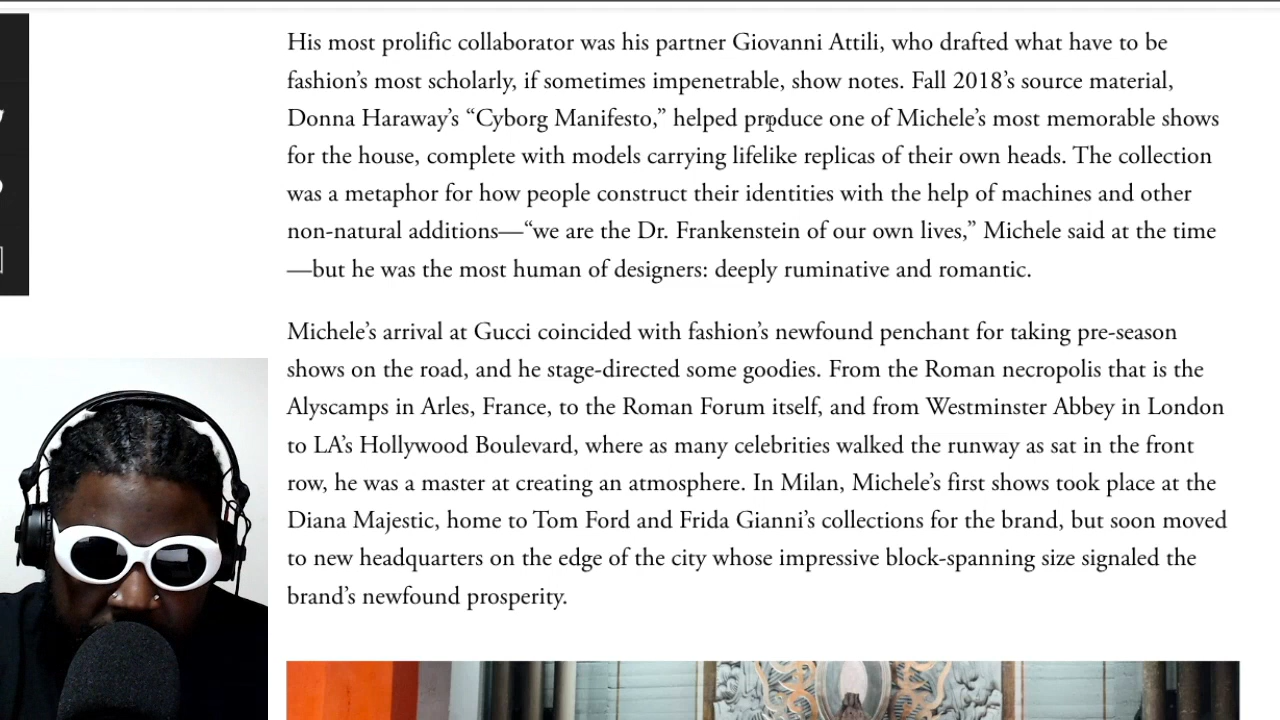 His most prolific collaborator was his partner Giovanni Attili, who drafted what have to be
fashion’s most scholarly, if sometimes impenetrable, show notes. Fall 2018’s source material,
Donna Haraway’s “Cyborg Manifesto,” helped produce one of Michele’s most memorable shows
for the house, complete with models carrying lifelike replicas of their own heads. The collection
was a metaphor for how people construct their identities with the help of machines and other
non-natural additions—“we are the Dr. Frankenstein of our own lives,” Michele said at the time
—but he was the most human of designers: deeply ruminative and romantic.
Michele’s arrival at Gucci coincided with fashion’s newfound penchant for taking pre-season
shows on the road, and he stage-directed some goodies. From the Roman necropolis that is the
Alyscamps in Arles, France, to the Roman Forum itself, and from Westminster Abbey in London
to LA’s Hollywood Boulevard, where as many celebrities walked the runway as sat in the front
row, he was a master at creating an atmosphere. In Milan, Michele’s first shows took place at the
Diana Majestic, home to Tom Ford and Frida Gianni’s collections for the brand, but soon moved
to new headquarters on the edge of the city whose impressive block-spanning size signaled the
brand’s newfound prosperity.